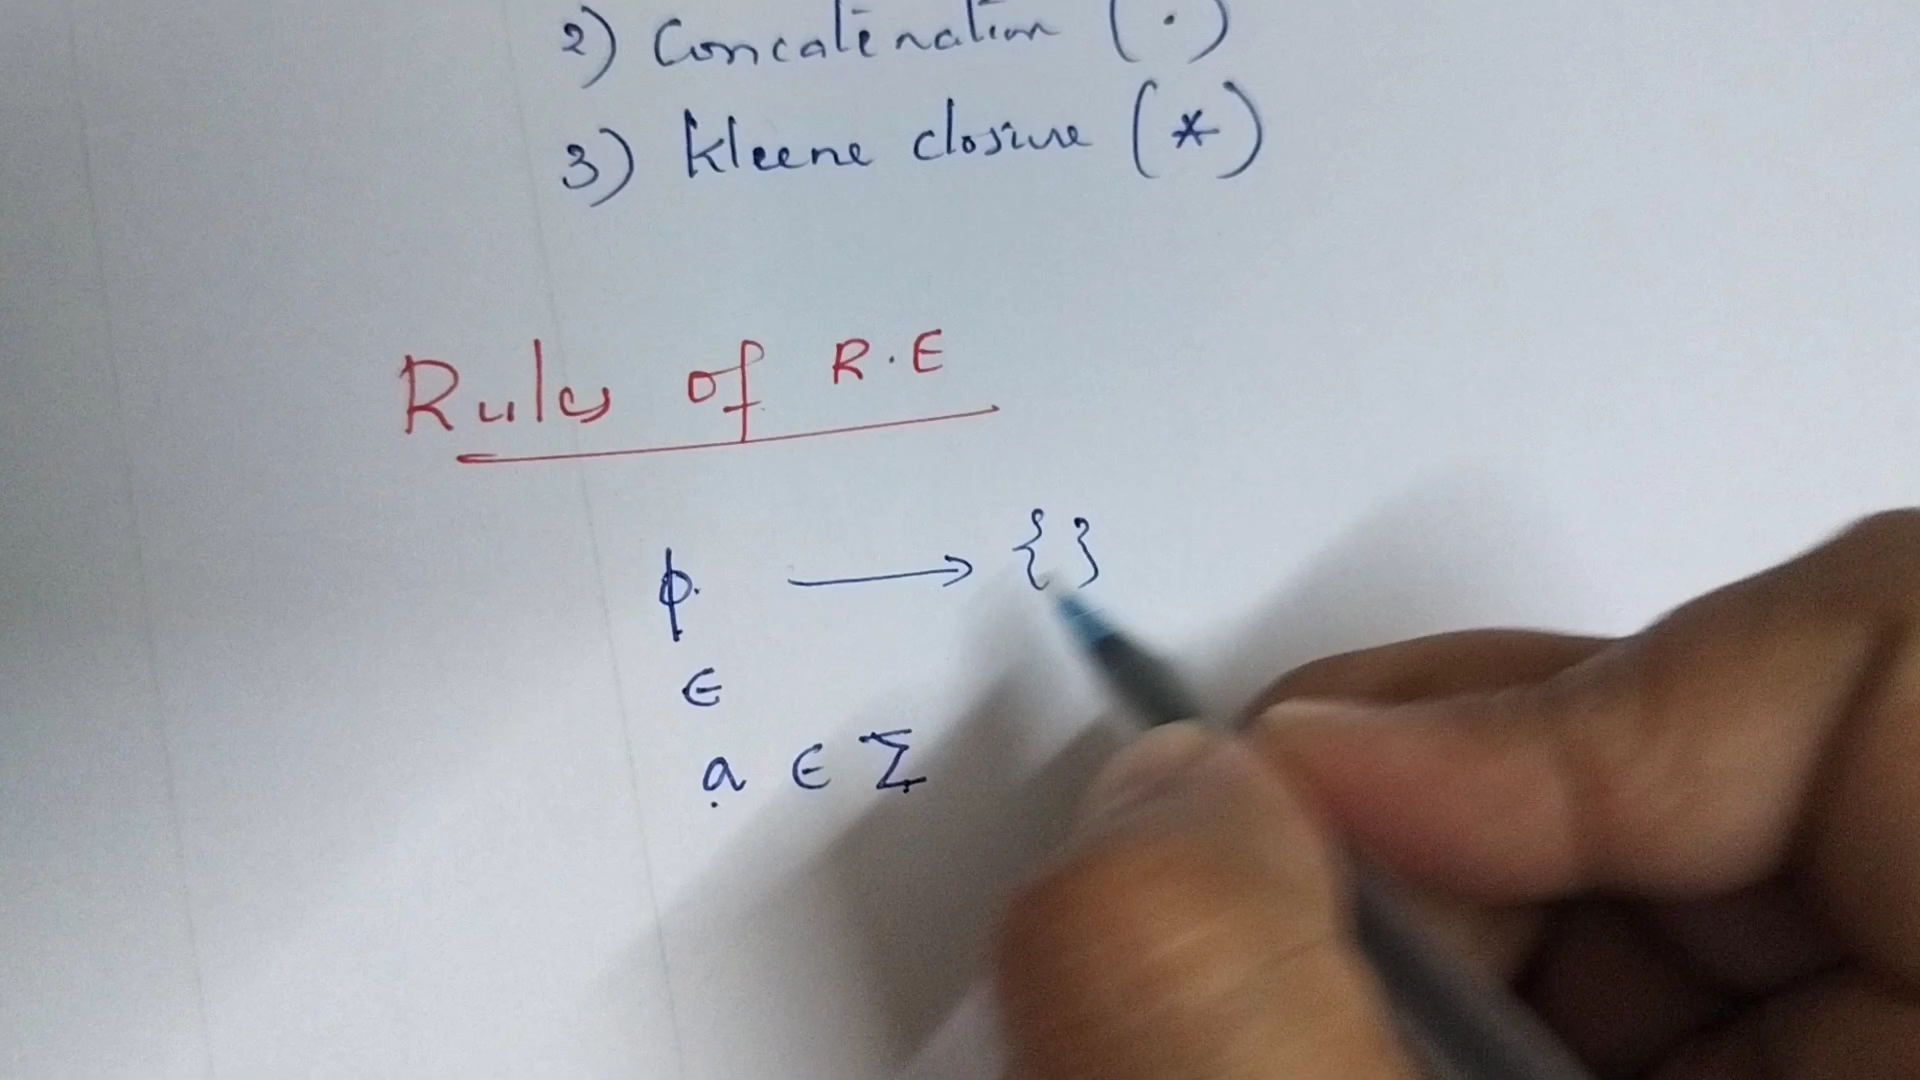 2) Concatenation (.)
3) Kleene closure (*)
Rules of R.E
ϕ. ⟶ {}
∈
a ∈ Σ